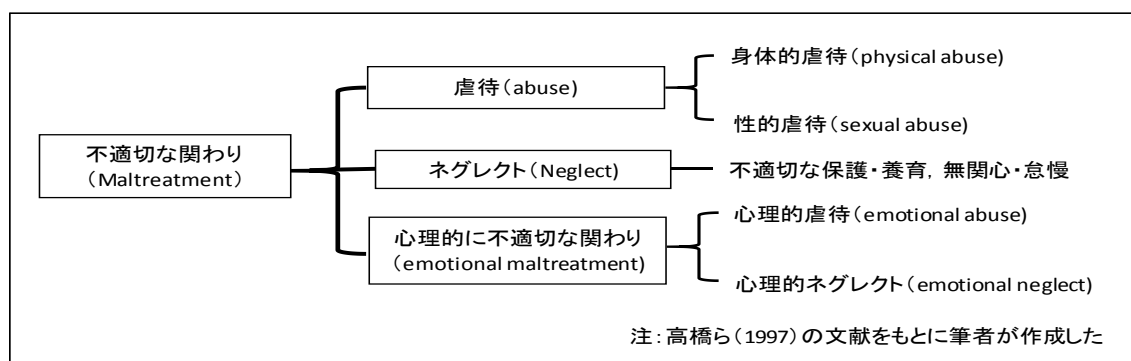 不適切な関わり
（Maltreatment）
虐待（abuse）
身体的虐待（physical abuse）
性的虐待（sexual abuse）
ネグレクト（Neglect）
不適切な保護・養育，無関心・怠慢
心理的に不適切な関わり
（emotional maltreatment）
心理的虐待（emotional abuse）
心理的ネグレクト（emotional neglect）
注：高橋ら（1997）の文献をもとに筆者が作成した